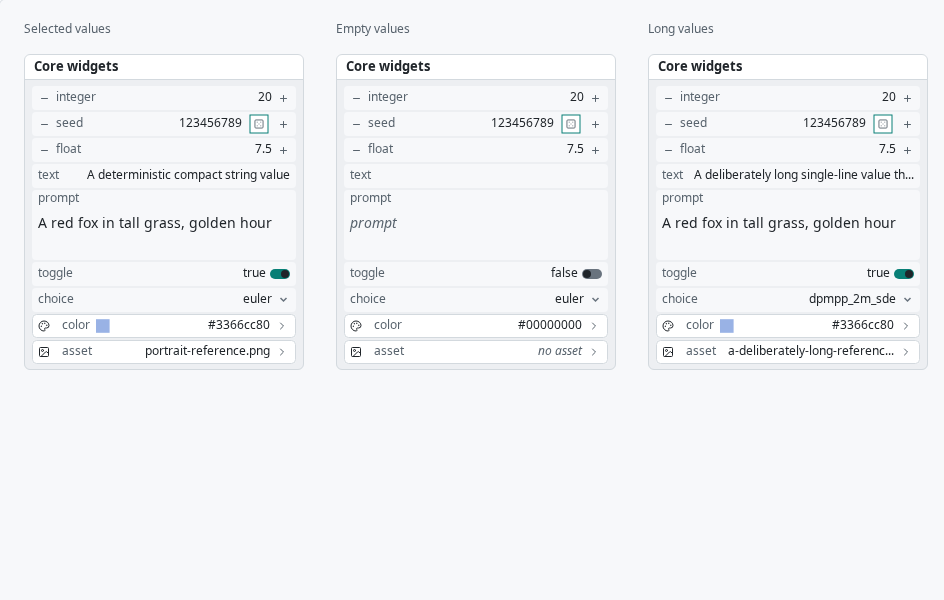 Selected values
Core widgets
− integer 20 +
− seed 123456789 +
− float 7.5 +
text A deterministic compact string value
prompt
A red fox in tall grass, golden hour
toggle true
choice euler
color #3366cc80
asset portrait-reference.png
Empty values
Core widgets
− integer 20 +
− seed 123456789 +
− float 7.5 +
text
prompt
prompt
toggle false
choice euler
color #00000000
asset no asset
Long values
Core widgets
− integer 20 +
− seed 123456789 +
− float 7.5 +
text A deliberately long single-line value th...
prompt
A red fox in tall grass, golden hour
toggle true
choice dpmpp_2m_sde
color #3366cc80
asset a-deliberately-long-referenc...